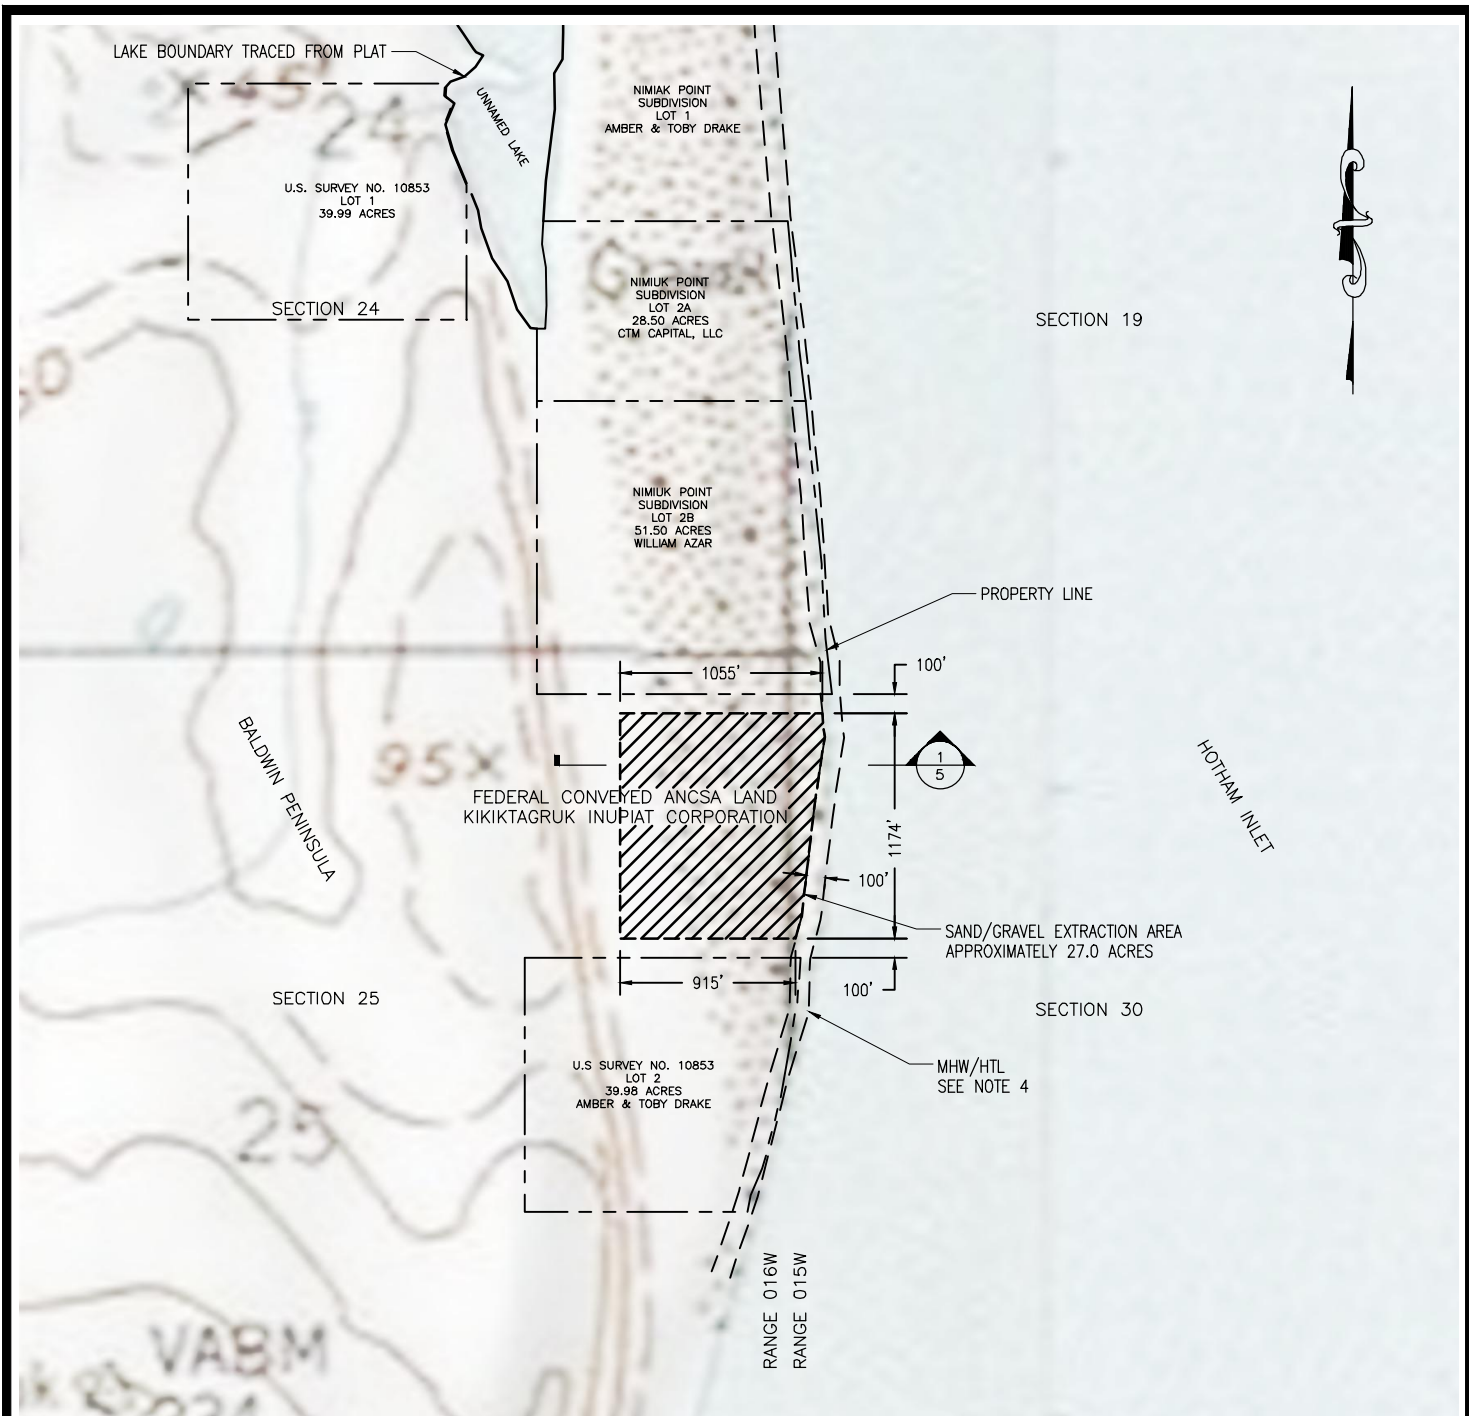 LAKE BOUNDARY TRACED FROM PLAT
UNNAMED LAKE
NIMIAK POINT
SUBDIVISION
LOT 1
AMBER & TOBY DRAKE
24
U.S. SURVEY NO. 10853
LOT 1
39.99 ACRES
SECTION 24
NIMIUK POINT
SUBDIVISION
LOT 2A
28.50 ACRES
CTM CAPITAL, LLC
SECTION 19
NIMIUK POINT
SUBDIVISION
LOT 2B
51.50 ACRES
WILLIAM AZAR
PROPERTY LINE
1055'
100'
BALDWIN PENINSULA
95X
1
5
HOTHAM INLET
FEDERAL CONVEYED ANCSA LAND
KIKIKTAGRUK INUPIAT CORPORATION
1174'
100'
SAND/GRAVEL EXTRACTION AREA
APPROXIMATELY 27.0 ACRES
915'
100'
SECTION 25
SECTION 30
MHW/HTL
SEE NOTE 4
U.S SURVEY NO. 10853
LOT 2
39.98 ACRES
AMBER & TOBY DRAKE
25
RANGE 016W
RANGE 015W
VABM